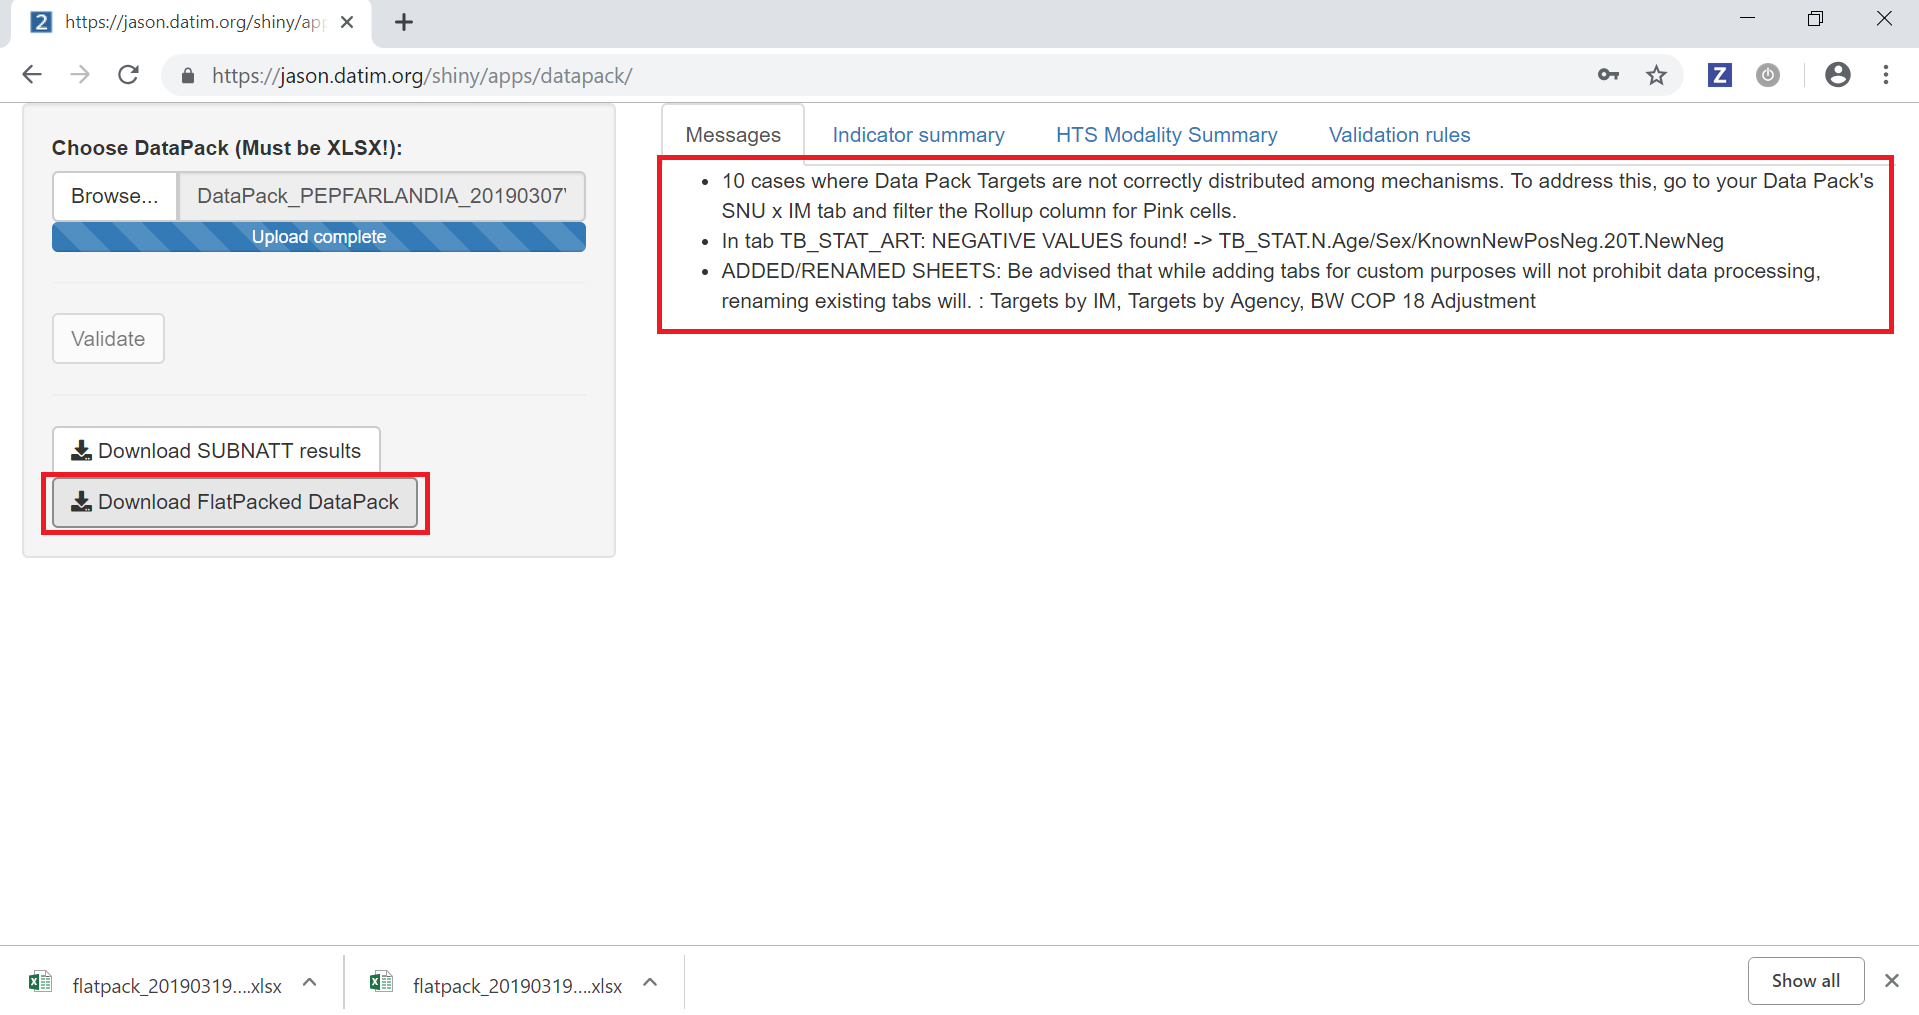 https://jason.datim.org/shiny/app
https://jason.datim.org/shiny/apps/datapack/
Choose DataPack (Must be XLSX!):
Browse...
DataPack_PEPFARLANDIA_20190307
Upload complete
Validate
Download SUBNATT results
Download FlatPacked DataPack
Messages
Indicator summary
HTS Modality Summary
Validation rules
• 10 cases where Data Pack Targets are not correctly distributed among mechanisms. To address this, go to your Data Pack's
SNU x IM tab and filter the Rollup column for Pink cells.
• In tab TB_STAT_ART: NEGATIVE VALUES found! -> TB_STAT.N.Age/Sex/KnownNewPosNeg.20T.NewNeg
• ADDED/RENAMED SHEETS: Be advised that while adding tabs for custom purposes will not prohibit data processing,
renaming existing tabs will. : Targets by IM, Targets by Agency, BW COP 18 Adjustment
flatpack_20190319....xlsx
flatpack_20190319....xlsx
Show all